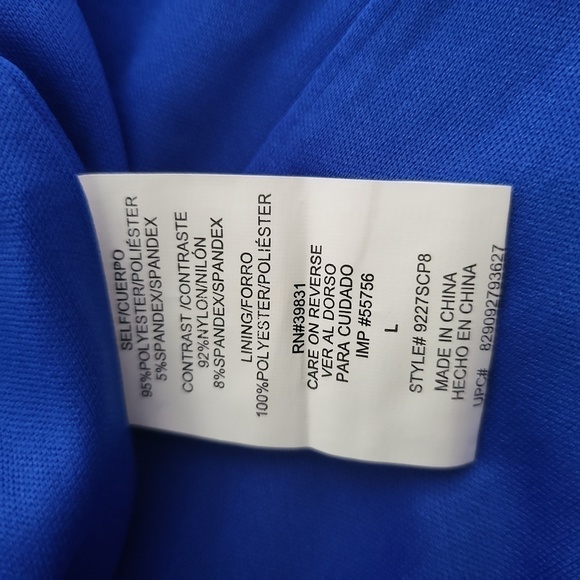 SELF/CUERPO
95%POLYESTER/POLIÉSTER
5%SPANDEX/SPANDEX
CONTRAST /CONTRASTE
92%NYLON/NILÓN
8%SPANDEX/SPANDEX
LINING/FORRO
100%POLYESTER/POLIÉSTER
RN#39831
CARE ON REVERSE
VER AL DORSO
PARA CUIDADO
IMP #55756
L
STYLE# 9227SCP8
MADE IN CHINA
HECHO EN CHINA
UPC# 829092793627